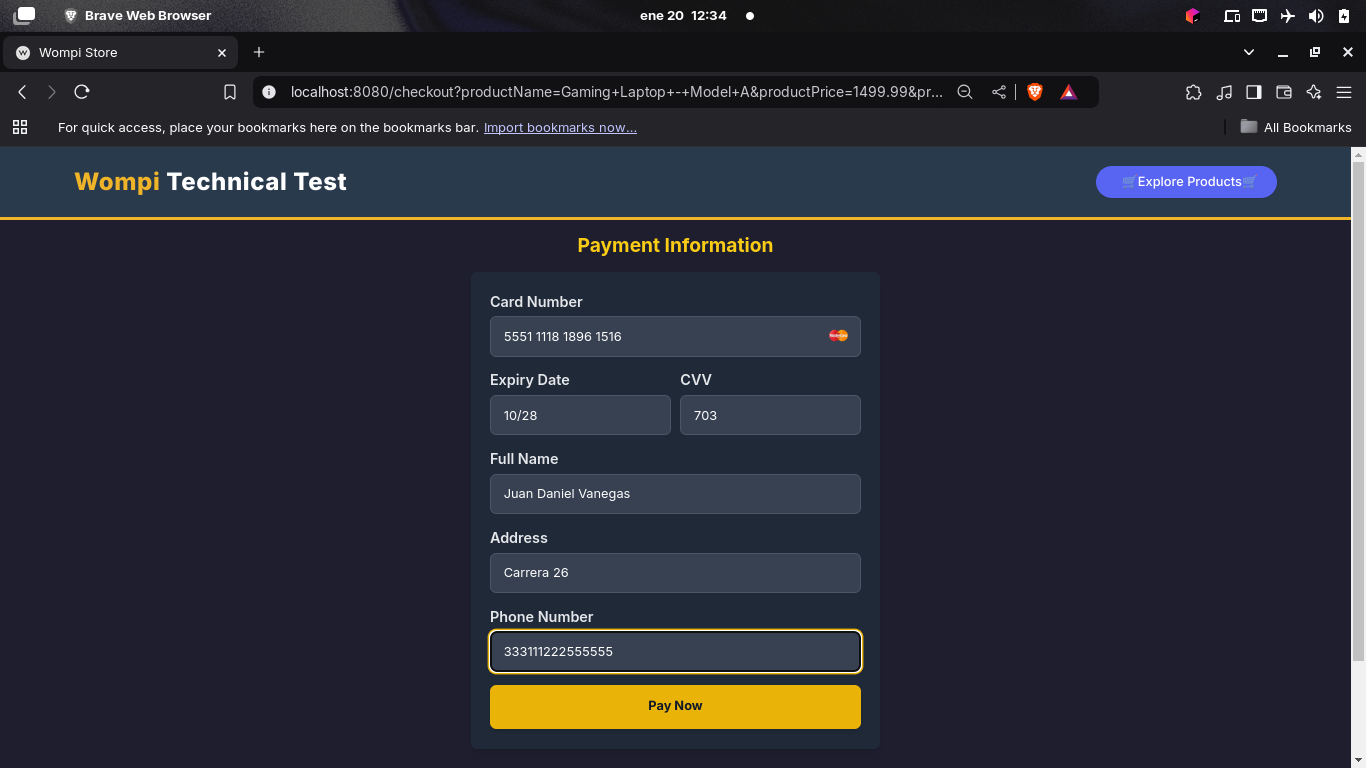 Brave Web Browser
ene 20 12:34
Wompi Store
localhost:8080/checkout?productName=Gaming+Laptop+-+Model+A&productPrice=1499.99&pr...
For quick access, place your bookmarks here on the bookmarks bar. Import bookmarks now...
All Bookmarks
Wompi Technical Test
🛒Explore Products🛒
Payment Information
Card Number
5551 1118 1896 1516
Expiry Date CVV
10/28 703
Full Name
Juan Daniel Vanegas
Address
Carrera 26
Phone Number
333111222555555
Pay Now